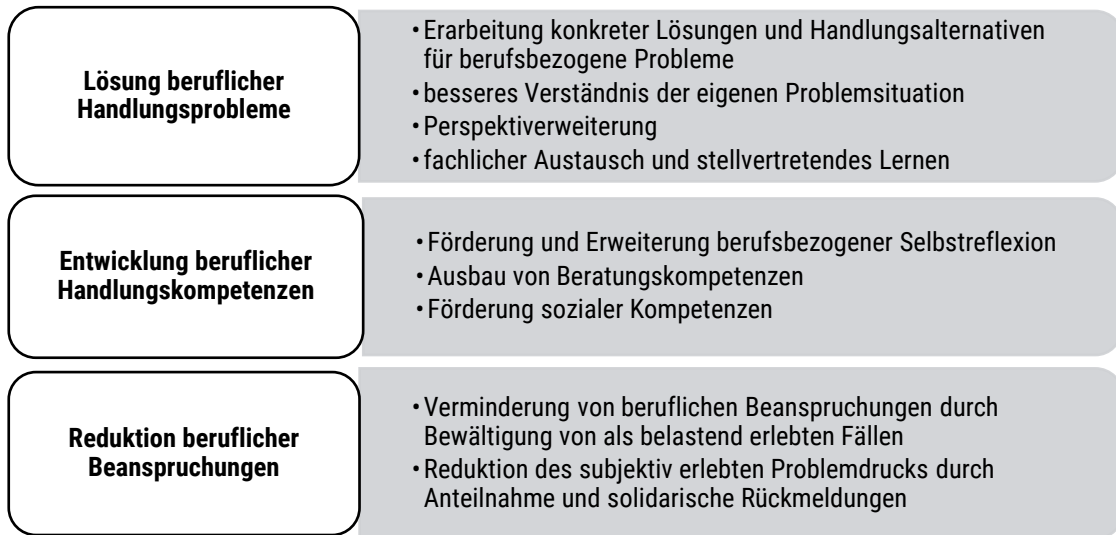 Lösung beruflicher
Handlungsprobleme
• Erarbeitung konkreter Lösungen und Handlungsalternativen
für berufsbezogene Probleme
• besseres Verständnis der eigenen Problemsituation
• Perspektiverweiterung
• fachlicher Austausch und stellvertretendes Lernen
Entwicklung beruflicher
Handlungskompetenzen
• Förderung und Erweiterung berufsbezogener Selbstreflexion
• Ausbau von Beratungskompetenzen
• Förderung sozialer Kompetenzen
Reduktion beruflicher
Beanspruchungen
• Verminderung von beruflichen Beanspruchungen durch
Bewältigung von als belastend erlebten Fällen
• Reduktion des subjektiv erlebten Problemdrucks durch
Anteilnahme und solidarische Rückmeldungen